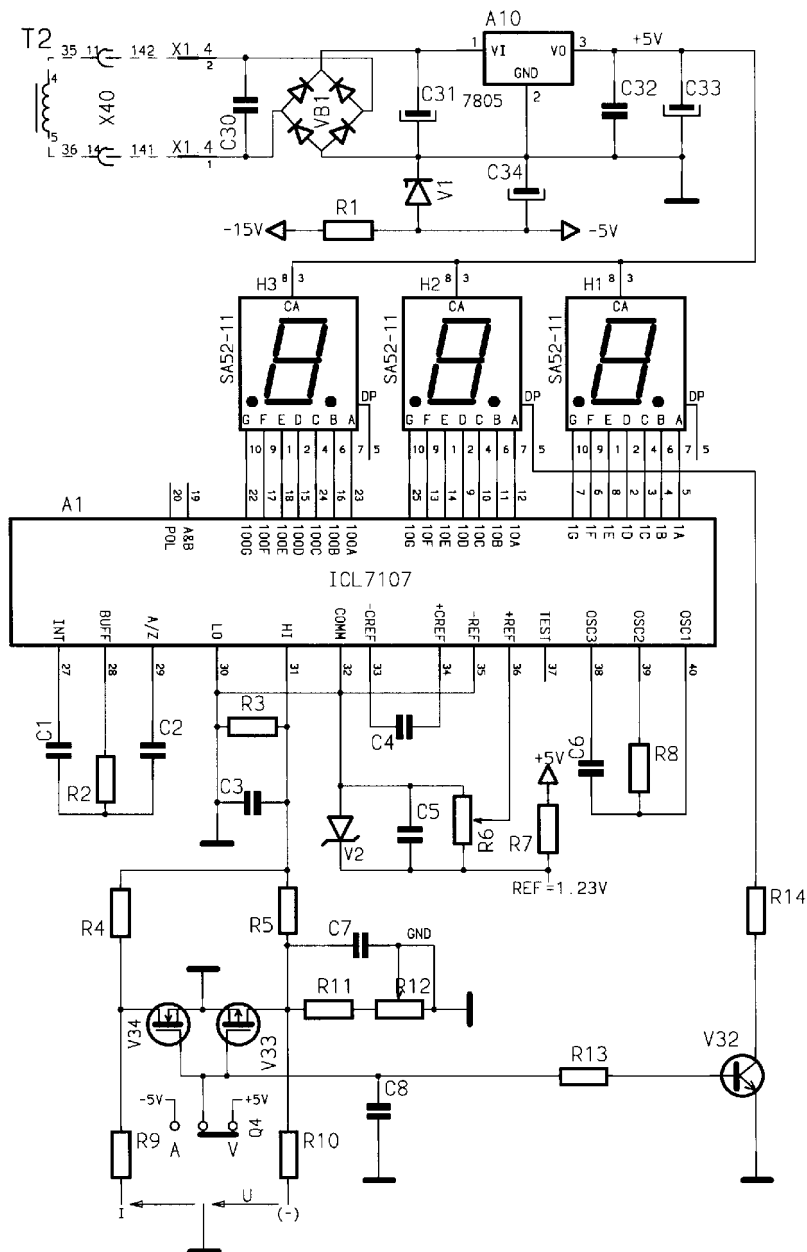 T2 35 11 142 X1.4 2
4
X40
5
36 14 141 X1.4 1
C30
VB1
C31
A10
1 VI VO 3 +5V
GND
7805
2
C32
C33
V1
C34
-15V R1 -5V
H3 8 3 H2 8 3 H1 8 3
CA CA CA
SA52-11 SA52-11 SA52-11
DP DP DP
G F E D C B A G F E D C B A G F E D C B A
10 9 1 2 4 6 7 5 10 9 1 2 4 6 7 5 10 9 1 2 4 6 7 5
A1
20 19 22 17 18 15 24 16 23 25 13 14 9 10 11 12 7 6 8 2 3 4 5
POL A&B 100G 100F 100E 100D 100C 100B 100A 10G 10F 10E 10D 10C 10B 10A 1G 1F 1E 1D 1C 1B 1A
ICL7107
INT BUFF A/Z LO HI COMM -CREF +CREF -REF +REF TEST OSC3 OSC2 OSC1
27 28 29 30 31 32 33 34 35 36 37 38 39 40
C1 R2 C2
R3
C3
C4
V2
C5
R6
+5V
R7
REF=1.23V
C6
R8
R4
R5
C7 GND
R11 R12
R14
V34
V33
R13
V32
C8
-5V +5V
A V Q4
R9 R10
I U (-)